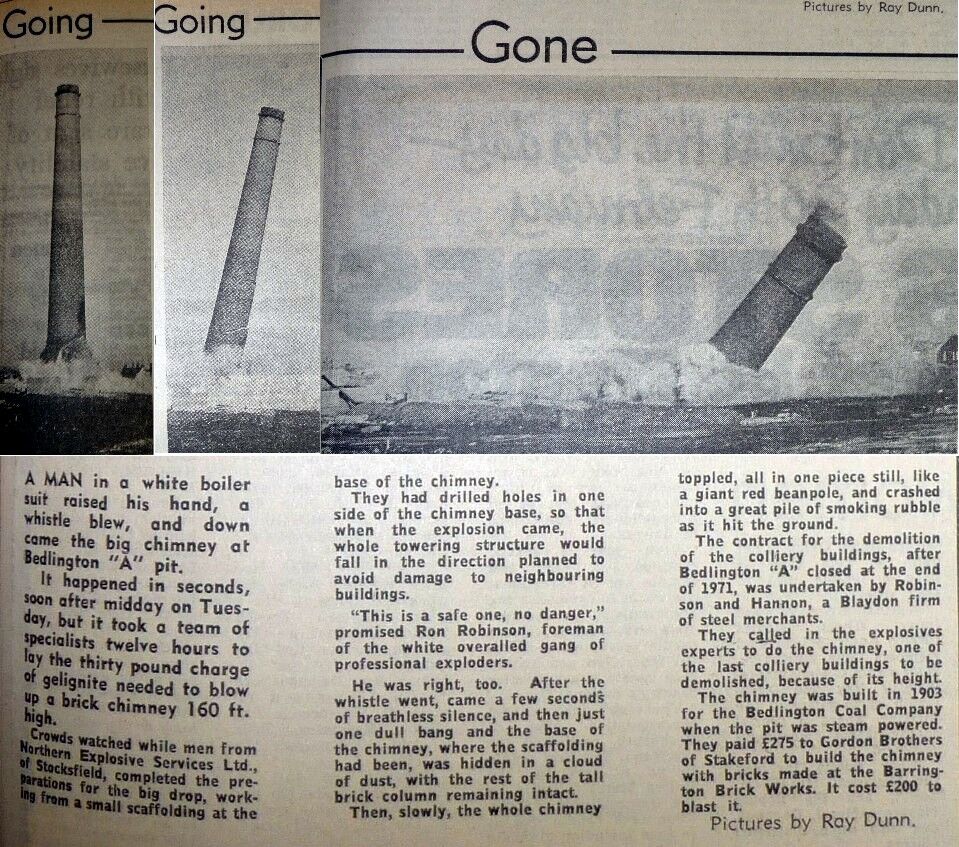 Going
Going
Pictures by Ray Dunn.
Gone
A MAN in a white boiler
suit raised his hand, a
whistle blew, and down
came the big chimney at
Bedlington "A" pit.
It happened in seconds,
soon after midday on Tues-
day, but it took a team of
specialists twelve hours to
lay the thirty pound charge
of gelignite needed to blow
up a brick chimney 160 ft.
high.
Crowds watched while men from
Northern Explosive Services Ltd.,
of Stocksfield, completed the pre-
parations for the big drop, work-
ing from a small scaffolding at the
base of the chimney.
They had drilled holes in one
side of the chimney base, so that
when the explosion came, the
whole towering structure would
fall in the direction planned to
avoid damage to neighbouring
buildings.
"This is a safe one, no danger,"
promised Ron Robinson, foreman
of the white overalled gang of
professional exploders.
He was right, too. After the
whistle went, came a few seconds
of breathless silence, and then just
one dull bang and the base of
the chimney, where the scaffolding
had been, was hidden in a cloud
of dust, with the rest of the tall
brick column remaining intact.
Then, slowly, the whole chimney
toppled, all in one piece still, like
a giant red beanpole, and crashed
into a great pile of smoking rubble
as it hit the ground.
The contract for the demolition
of the colliery buildings, after
Bedlington "A" closed at the end
of 1971, was undertaken by Robin-
son and Hannon, a Blaydon firm
of steel merchants.
They called in the explosives
experts to do the chimney, one of
the last colliery buildings to be
demolished, because of its height.
The chimney was built in 1903
for the Bedlington Coal Company
when the pit was steam powered.
They paid £275 to Gordon Brothers
of Stakeford to build the chimney
with bricks made at the Barring-
ton Brick Works. It cost £200 to
blast it.
Pictures by Ray Dunn.